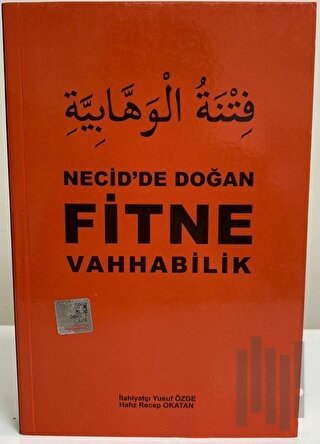 فِتْنَةُ الْوَهَّابِيَّةِ
NECİD'DE DOĞAN
FİTNE
VAHHABİLİK
İlahiyatçı Yusuf ÖZGE
Hafız Recep OKATAN